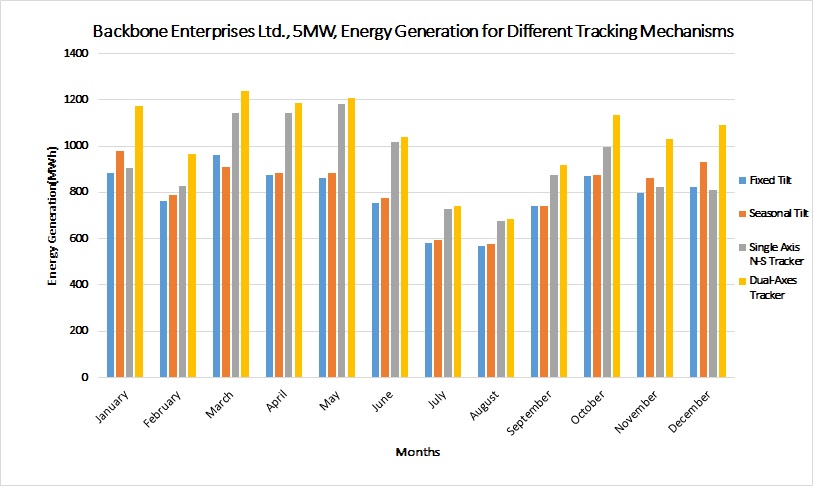 Backbone Enterprises Ltd., 5MW, Energy Generation for Different Tracking Mechanisms
1400
1200
1000
800
600
400
200
0
Energy Generation(MWh)
January
February
March
April
May
June
July
August
September
October
November
December
Months
Fixed Tilt
Seasonal Tilt
Single Axis
N-S Tracker
Dual-Axes
Tracker